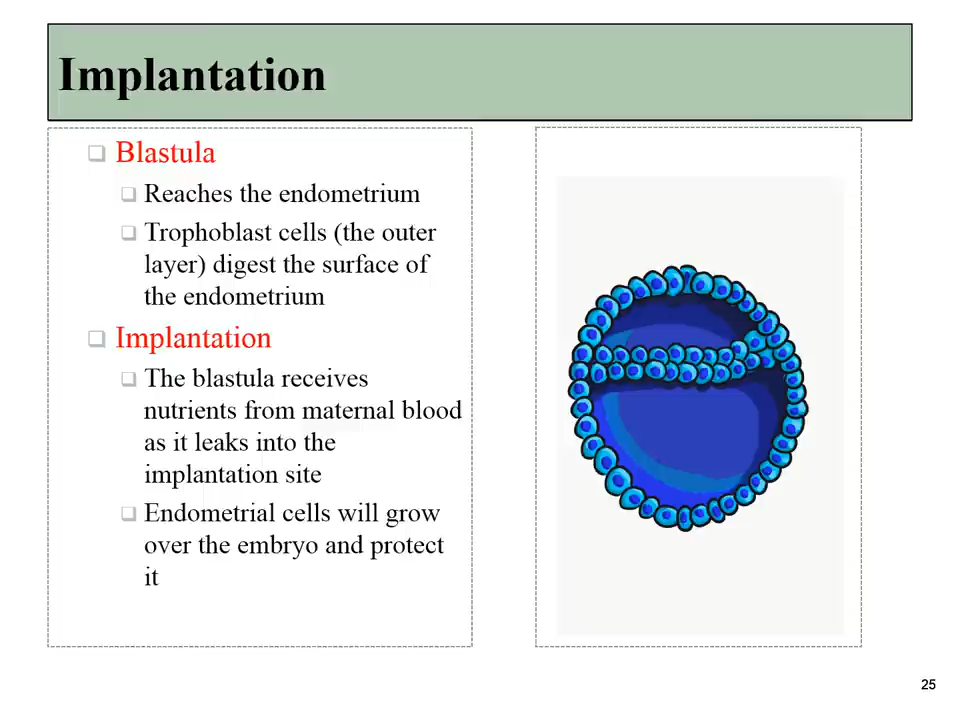 Implantation
Blastula
Reaches the endometrium
Trophoblast cells (the outer
layer) digest the surface of
the endometrium
Implantation
The blastula receives
nutrients from maternal blood
as it leaks into the
implantation site
Endometrial cells will grow
over the embryo and protect
it
25